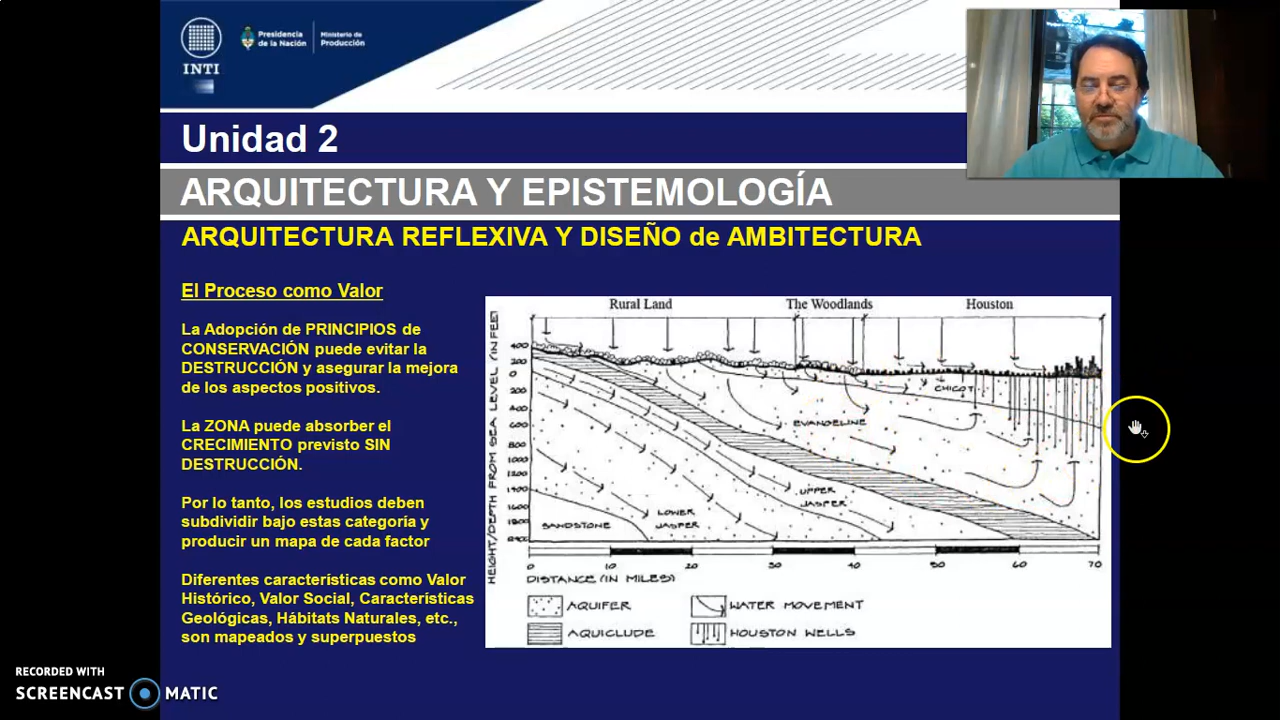 INTI
Presidencia
de la Nación
Ministerio de
Producción
Unidad 2
ARQUITECTURA Y EPISTEMOLOGÍA
ARQUITECTURA REFLEXIVA Y DISEÑO de AMBITECTURA
El Proceso como Valor
La Adopción de PRINCIPIOS de
CONSERVACIÓN puede evitar la
DESTRUCCIÓN y asegurar la mejora
de los aspectos positivos.
La ZONA puede absorber el
CRECIMIENTO previsto SIN
DESTRUCCIÓN.
Por lo tanto, los estudios deben
subdividir bajo estas categoría y
producir un mapa de cada factor
Diferentes características como Valor
Histórico, Valor Social, Características
Geológicas, Hábitats Naturales, etc.,
son mapeados y superpuestos
Rural Land The Woodlands Houston
HEIGHT/DEPTH FROM SEA LEVEL (IN FEET)
400
200
0
200
400
600
800
1000
1200
1400
1600
1800
CHICOT
EVANGELINE
UPPER
JASPER
LOWER
JASPER
SANDSTONE
0 10 20 30 40 50 60 70
DISTANCE (IN MILES)
AQUIFER WATER MOVEMENT
AQUICLUDE HOUSTON WELLS
RECORDED WITH
SCREENCAST MATIC